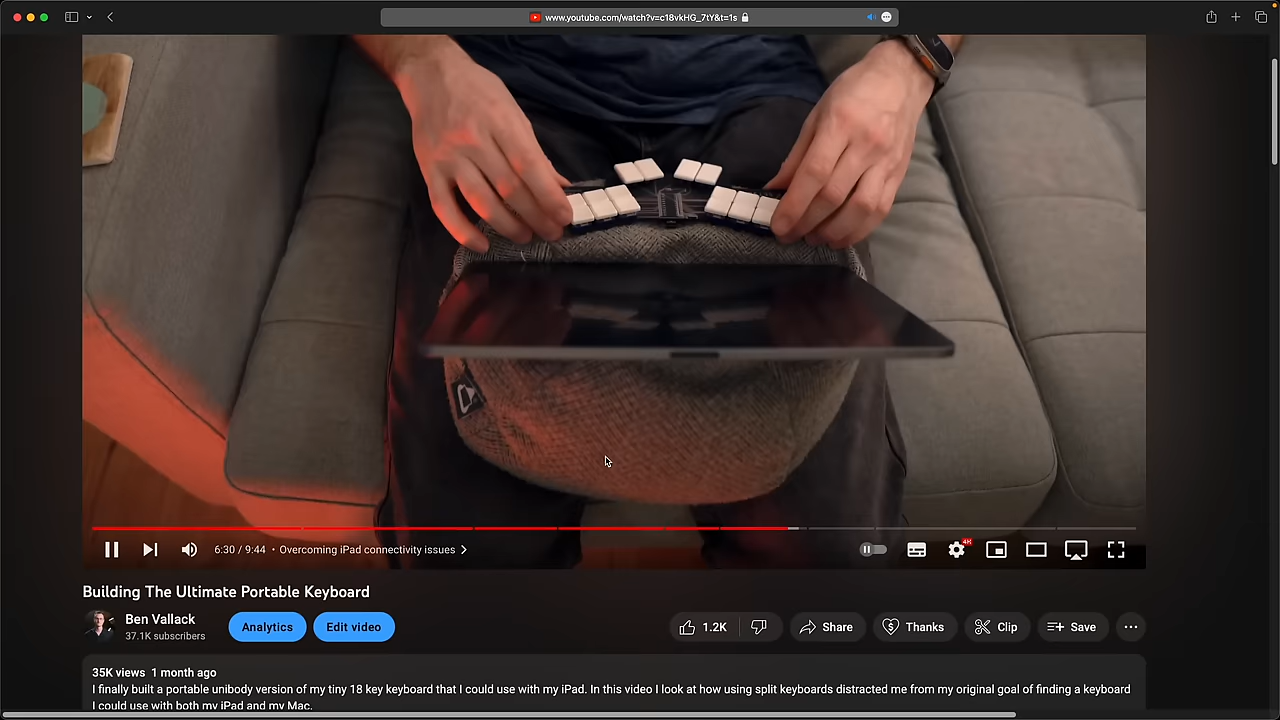 www.youtube.com/watch?v=c18vkHG_7tY&t=1s
6:30 / 9:44 • Overcoming iPad connectivity issues
4K
Building The Ultimate Portable Keyboard
Ben Vallack
37.1K subscribers
Analytics
Edit video
1.2K
Share
Thanks
Clip
Save
35K views 1 month ago
I finally built a portable unibody version of my tiny 18 key keyboard that I could use with my iPad. In this video I look at how using split keyboards distracted me from my original goal of finding a keyboard
I could use with both my iPad and my Mac.